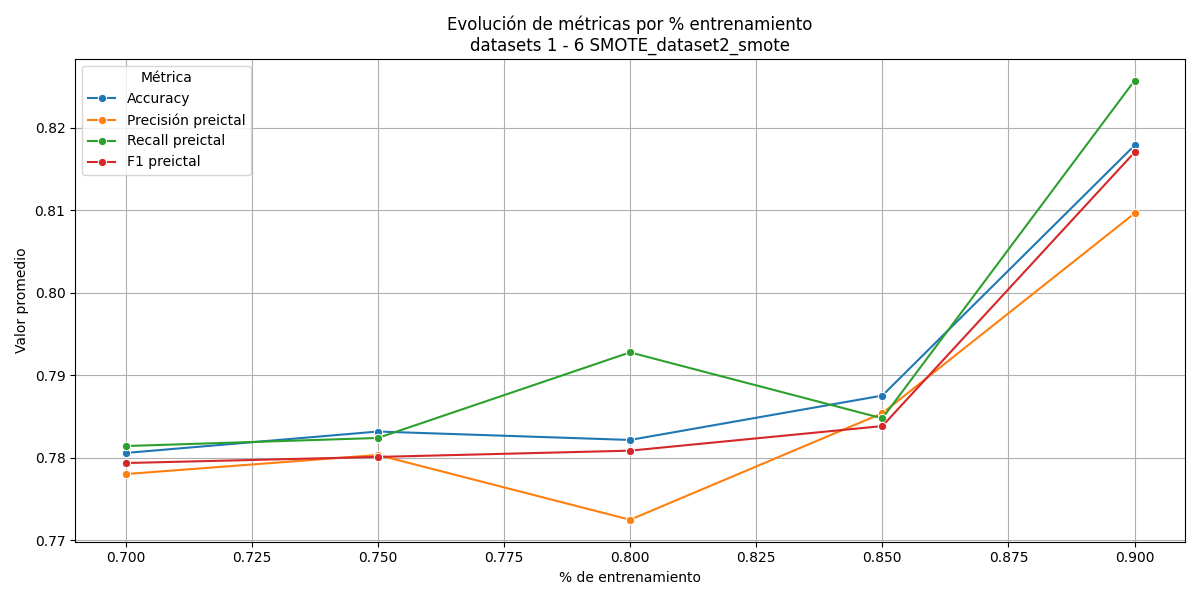 Evolución de métricas por % entrenamiento
datasets 1 - 6 SMOTE_dataset2_smote
Métrica
Accuracy
Precisión preictal
Recall preictal
F1 preictal
Valor promedio
0.82
0.81
0.80
0.79
0.78
0.77
0.700 0.725 0.750 0.775 0.800 0.825 0.850 0.875 0.900
% de entrenamiento